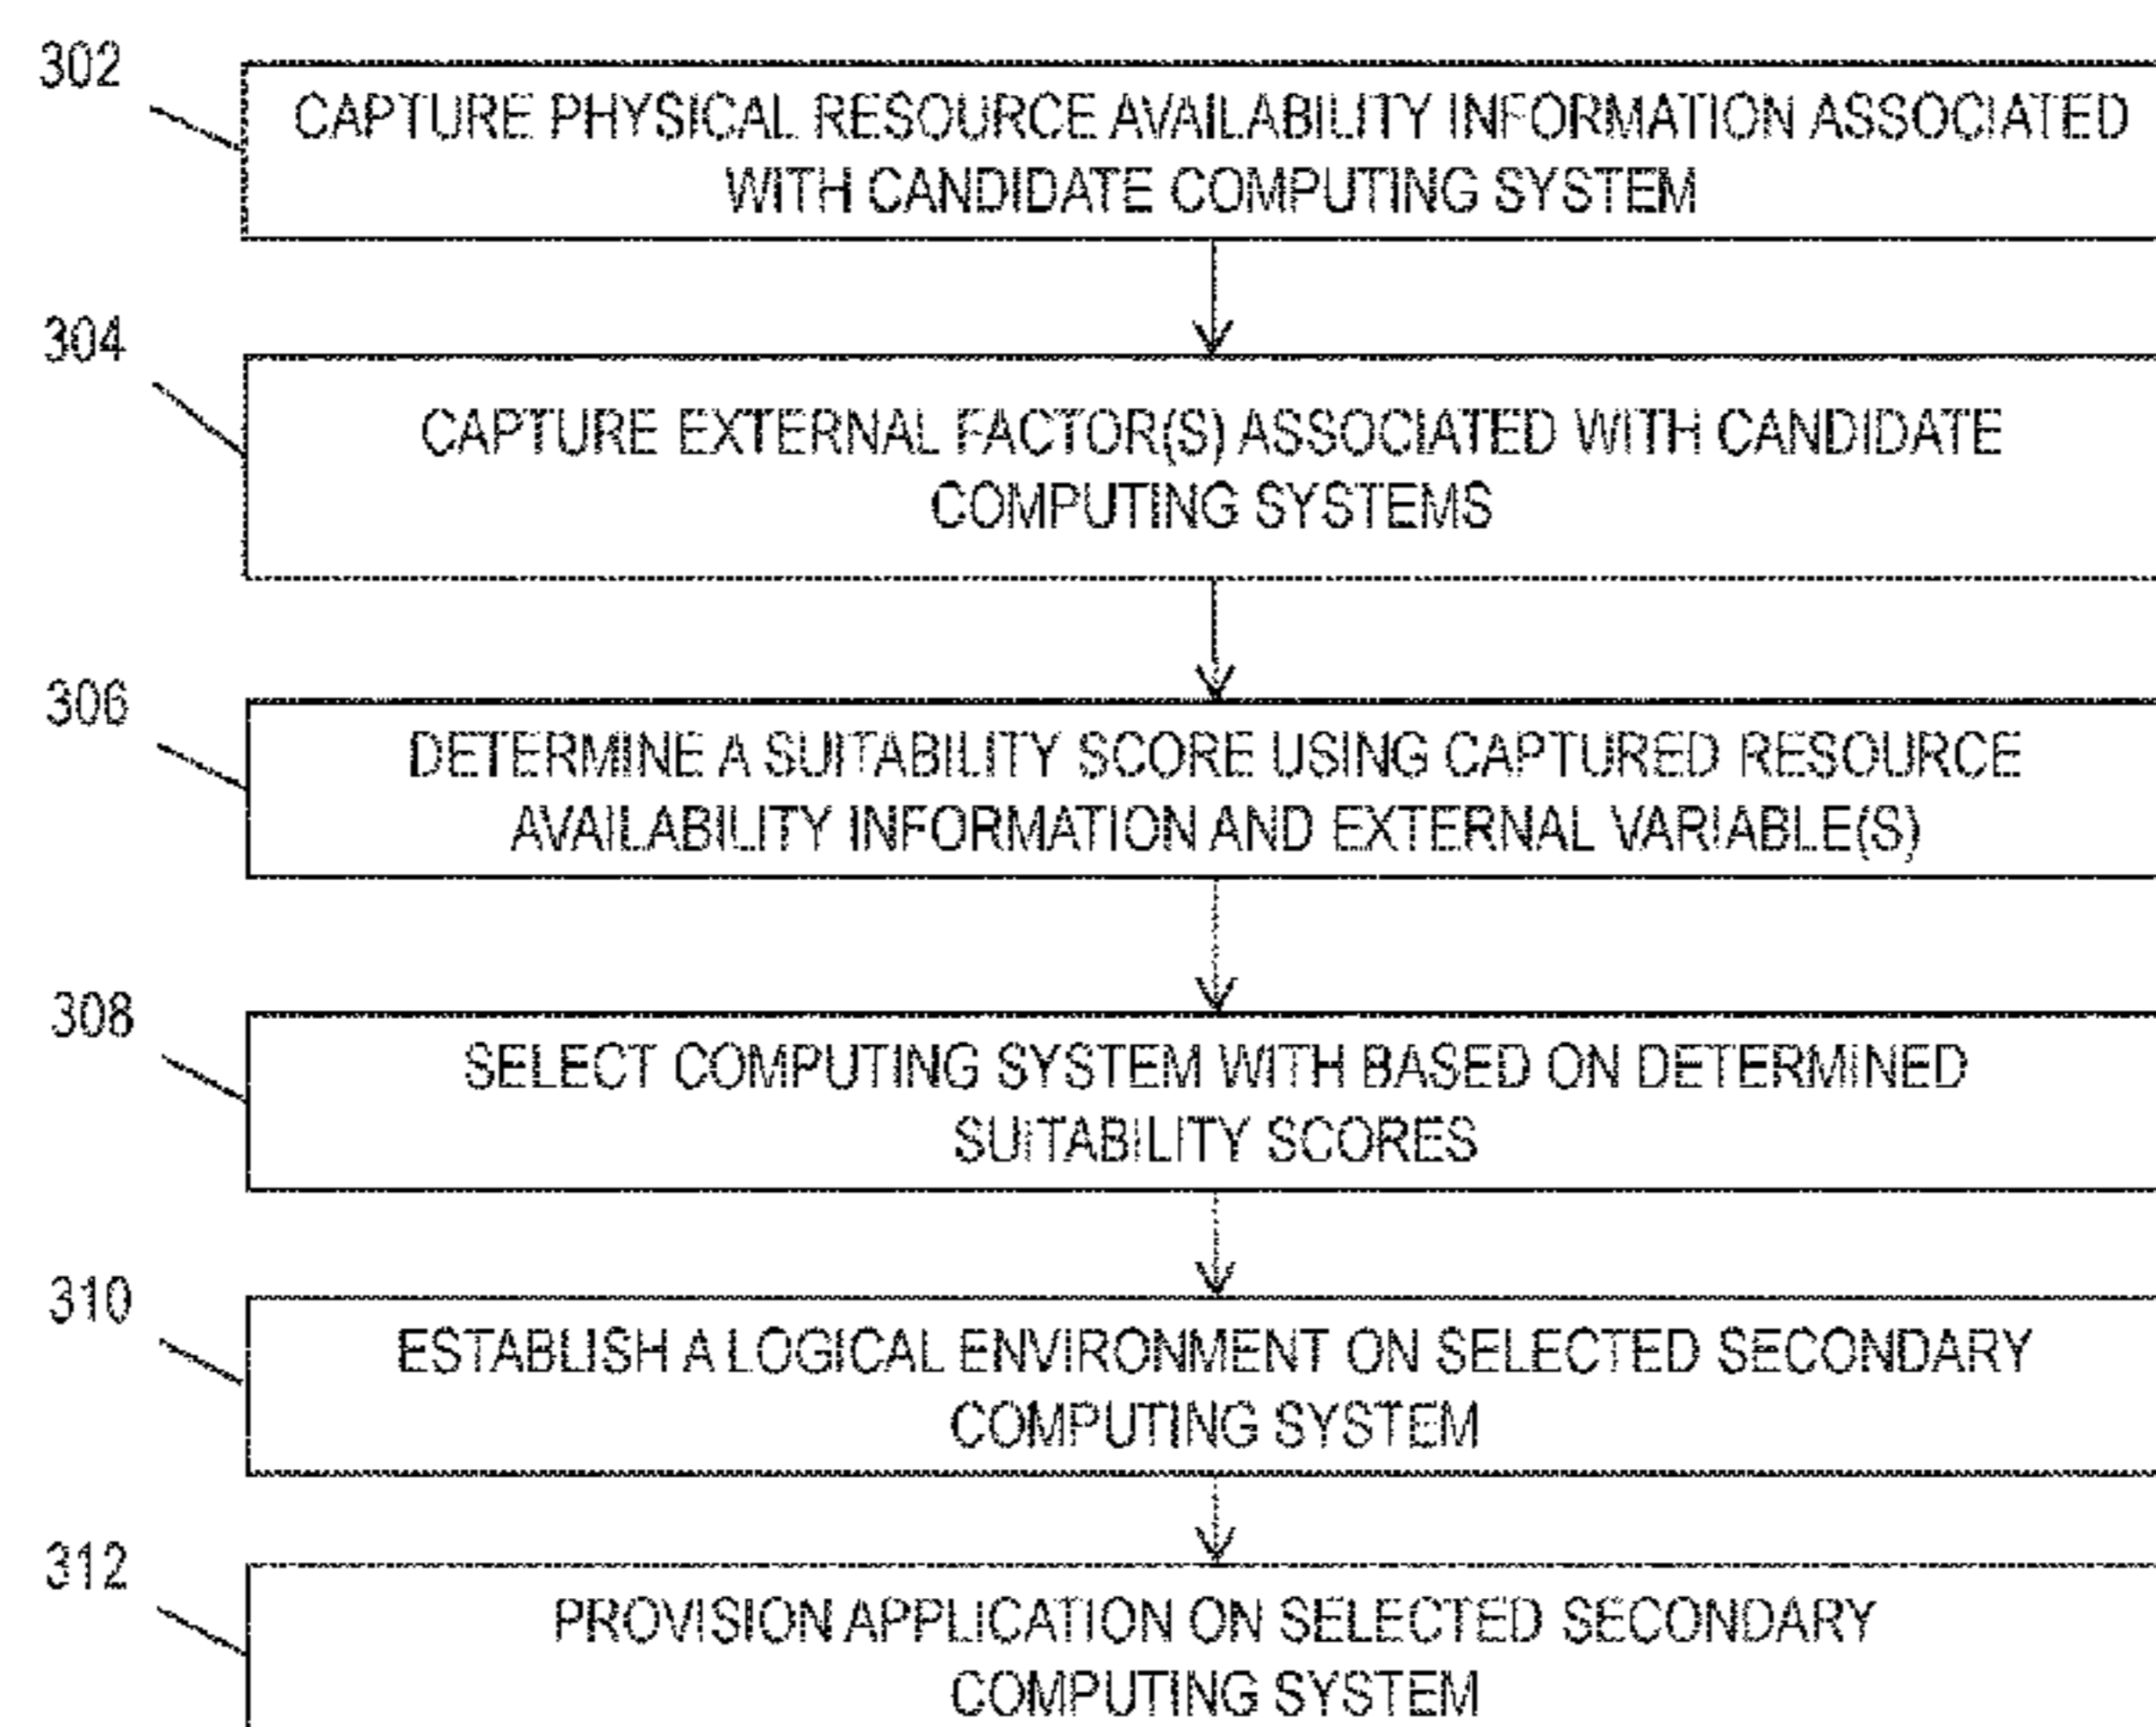 302
CAPTURE PHYSICAL RESOURCE AVAILABILITY INFORMATION ASSOCIATED
WITH CANDIDATE COMPUTING SYSTEM
304
CAPTURE EXTERNAL FACTOR(S) ASSOCIATED WITH CANDIDATE
COMPUTING SYSTEMS
306
DETERMINE A SUITABILITY SCORE USING CAPTURED RESOURCE
AVAILABILITY INFORMATION AND EXTERNAL VARIABLE(S)
308
SELECT COMPUTING SYSTEM WITH BASED ON DETERMINED
SUITABILITY SCORES
310
ESTABLISH A LOGICAL ENVIRONMENT ON SELECTED SECONDARY
COMPUTING SYSTEM
312
PROVISION APPLICATION ON SELECTED SECONDARY
COMPUTING SYSTEM